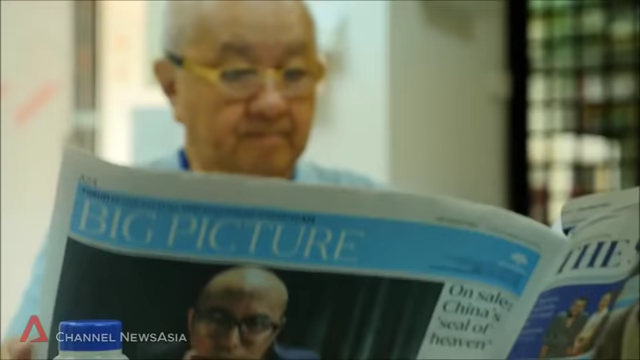 BIG PICTURE
On sale:
China's
'seal of
heaven'
THE
CHANNEL NEWSASIA